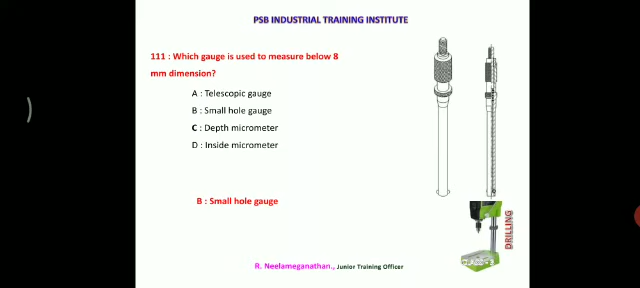 PSB INDUSTRIAL TRAINING INSTITUTE
111 : Which gauge is used to measure below 8
mm dimension?
A : Telescopic gauge
B : Small hole gauge
C : Depth micrometer
D : Inside micrometer
B : Small hole gauge
DRILLING
R. Neelameganathan., Junior Training Officer